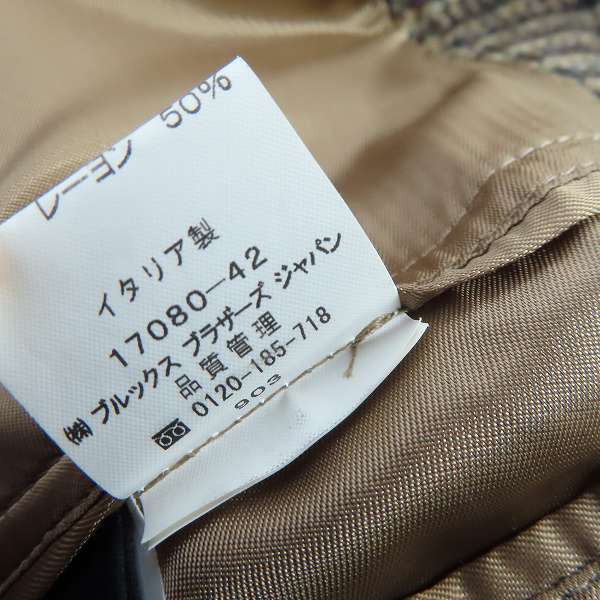 レーヨン 50%
イタリア製
17080-42
㈱ ブルックス ブラザーズ ジャパン
品質管理
0120-185-718
903